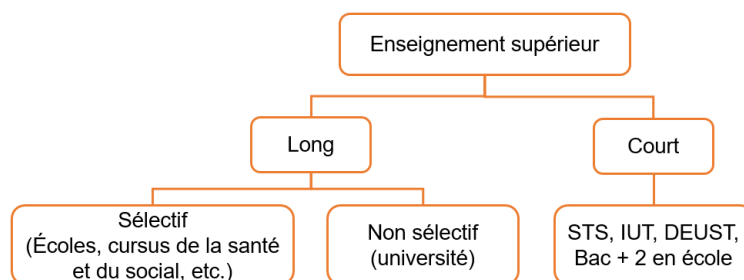 Enseignement supérieur
Long
Court
Sélectif
(Écoles, cursus de la santé
et du social, etc.)
Non sélectif
(université)
STS, IUT, DEUST,
Bac + 2 en école